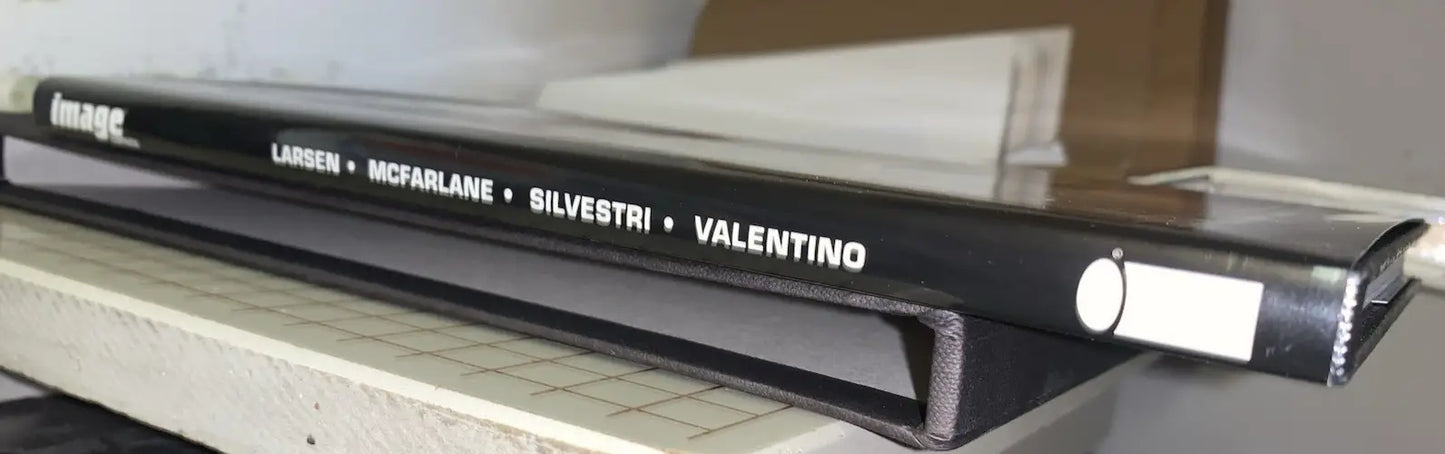 image
LARSEN • MCFARLANE • SILVESTRI • VALENTINO